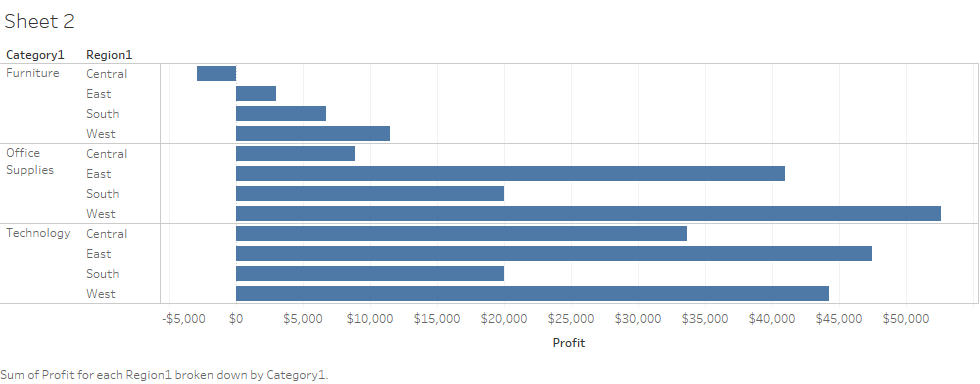 Sheet 2
Category1 Region1
Furniture Central
East
South
West
Office Supplies Central
East
South
West
Technology Central
East
South
West
-$5,000 $0 $5,000 $10,000 $15,000 $20,000 $25,000 $30,000 $35,000 $40,000 $45,000 $50,000
Profit
Sum of Profit for each Region1 broken down by Category1.